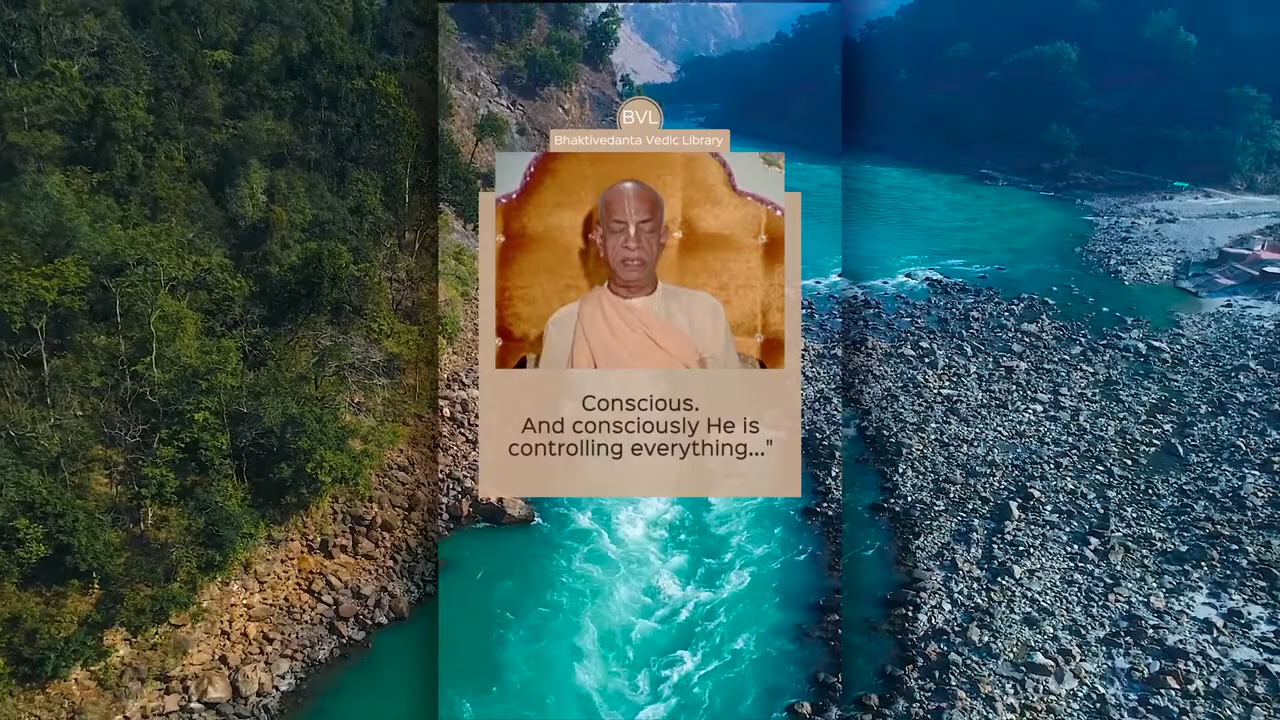 BVL
Bhaktivedanta Vedic Library
Conscious.
And consciously He is
controlling everything..."